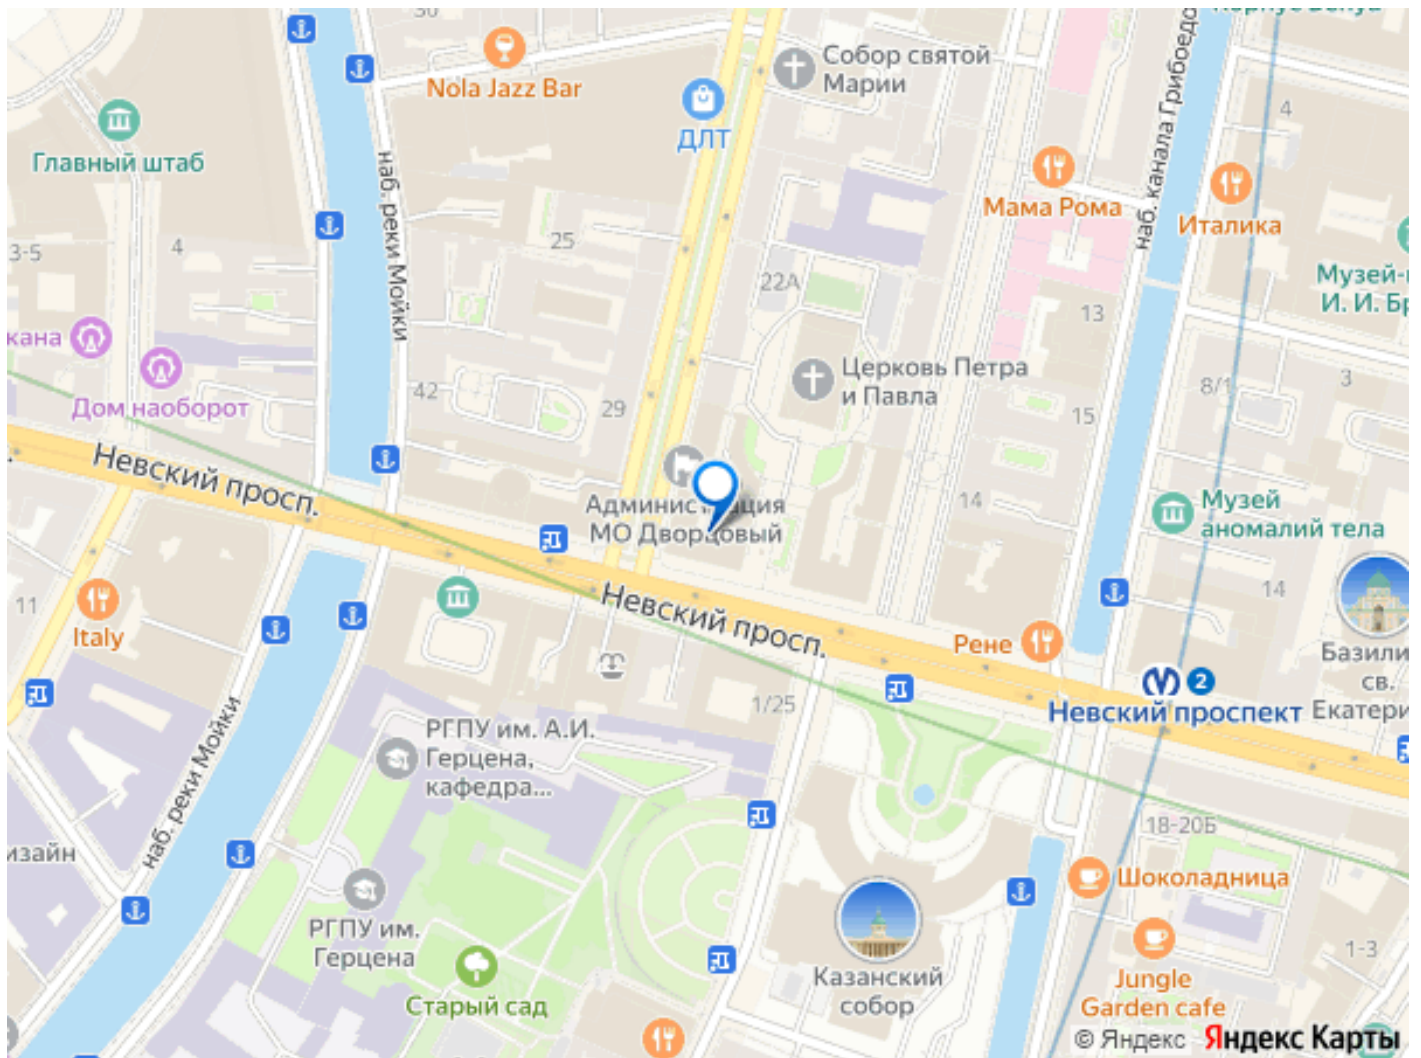 30
Nola Jazz Bar
Собор святой
Марии
ДЛТ
Главный штаб
наб. реки Мойки
наб. канала Грибоедо
4
Мама Рома
Италика
3-5
4
25
22А
Музей-
И. И. Бр
13
кана
Дом наоборот
42
29
Церковь Петра
и Павла
8/1
3
15
Невский просп.
Администрация
МО Дворцовый
14
Музей
аномалий тела
14
11
Italy
Невский просп.
Рене
2
Невский проспект
Базили
св.
Екатери
1/25
РГПУ им. А.И.
Герцена,
кафедра...
наб. реки Мойки
изайн
18-20Б
Шоколадница
РГПУ им.
Герцена
Старый сад
Казанский
собор
Jungle
Garden cafe
1-3
© Яндекс Яндекс Карты